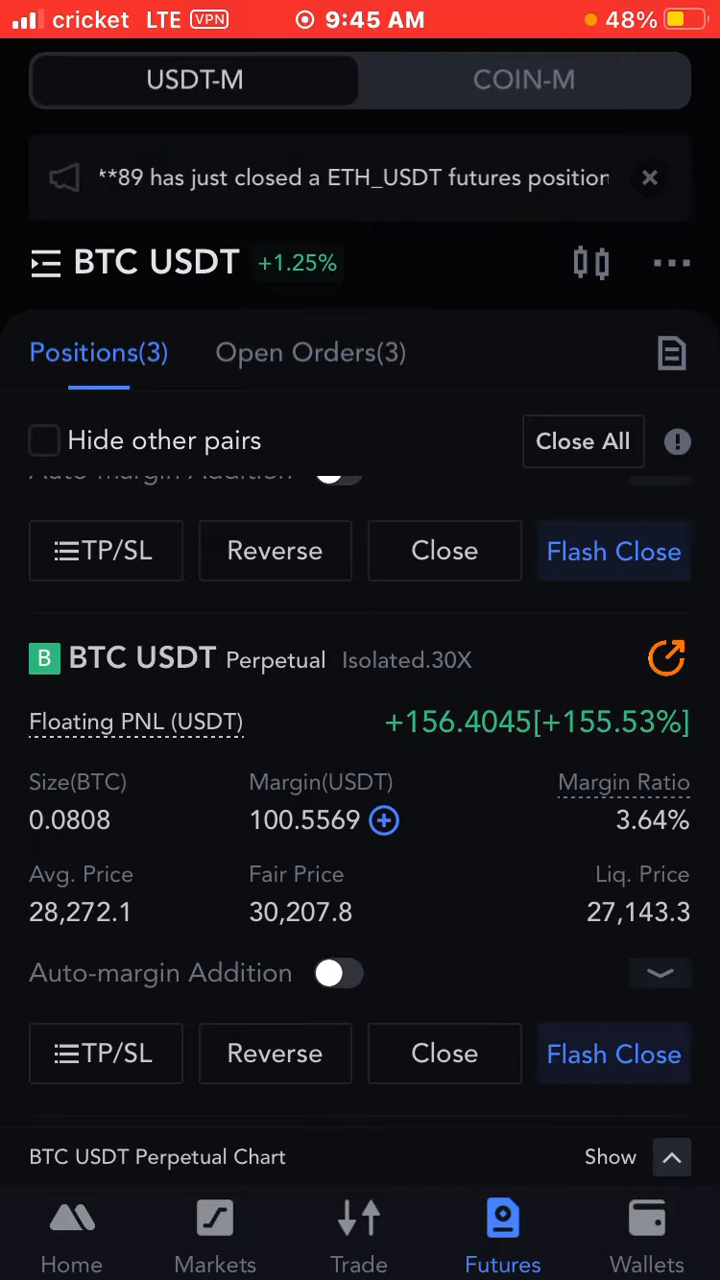 cricket LTE VPN 9:45 AM 48%
USDT-M COIN-M
**89 has just closed a ETH_USDT futures position
BTC USDT +1.25%
Positions(3) Open Orders(3)
Hide other pairs Close All
Auto-margin Addition
TP/SL Reverse Close Flash Close
B BTC USDT Perpetual Isolated.30X
Floating PNL (USDT) +156.4045[+155.53%]
Size(BTC) Margin(USDT) Margin Ratio
0.0808 100.5569 3.64%
Avg. Price Fair Price Liq. Price
28,272.1 30,207.8 27,143.3
Auto-margin Addition
TP/SL Reverse Close Flash Close
BTC USDT Perpetual Chart Show
Home Markets Trade Futures Wallets